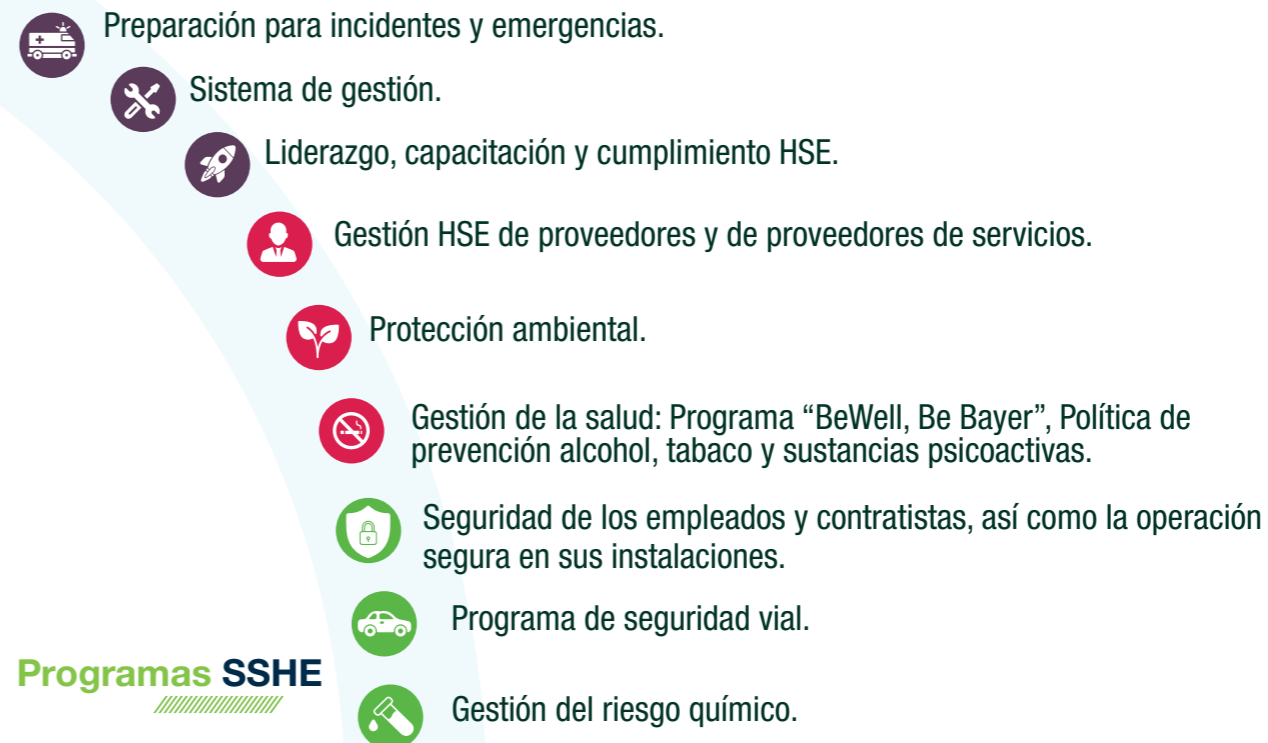 Preparación para incidentes y emergencias.
Sistema de gestión.
Liderazgo, capacitación y cumplimiento HSE.
Gestión HSE de proveedores y de proveedores de servicios.
Protección ambiental.
Gestión de la salud: Programa “BeWell, Be Bayer”, Política de
prevención alcohol, tabaco y sustancias psicoactivas.
Seguridad de los empleados y contratistas, así como la operación
segura en sus instalaciones.
Programa de seguridad vial.
Programas SSHE
Gestión del riesgo químico.